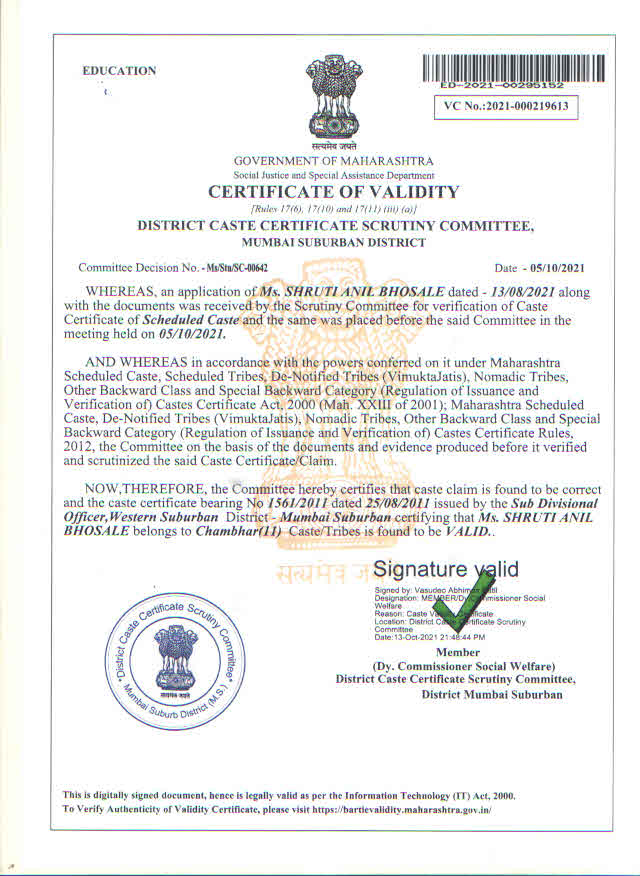 EDUCATION
ED-2021-00295152
VC No.:2021-000219613
सत्यमेव जयते
GOVERNMENT OF MAHARASHTRA
Social Justice and Special Assistance Department
CERTIFICATE OF VALIDITY
[Rules 17(6), 17(10) and 17(11) (iii) (a)]
DISTRICT CASTE CERTIFICATE SCRUTINY COMMITTEE,
MUMBAI SUBURBAN DISTRICT
Committee Decision No. - Ms/Stu/SC-00642 Date - 05/10/2021
WHEREAS, an application of Ms. SHRUTI ANIL BHOSALE dated - 13/08/2021 along
with the documents was received by the Scrutiny Committee for verification of Caste
Certificate of Scheduled Caste and the same was placed before the said Committee in the
meeting held on 05/10/2021.
AND WHEREAS in accordance with the powers conferred on it under Maharashtra
Scheduled Caste, Scheduled Tribes, De-Notified Tribes (VimuktaJatis), Nomadic Tribes,
Other Backward Class and Special Backward Category (Regulation of Issuance and
Verification of) Castes Certificate Act, 2000 (Mah. XXIII of 2001); Maharashtra Scheduled
Caste, De-Notified Tribes (VimuktaJatis), Nomadic Tribes, Other Backward Class and Special
Backward Category (Regulation of Issuance and Verification of) Castes Certificate Rules,
2012, the Committee on the basis of the documents and evidence produced before it verified
and scrutinized the said Caste Certificate/Claim.
NOW,THEREFORE, the Committee hereby certifies that caste claim is found to be correct
and the caste certificate bearing No 1561/2011 dated 25/08/2011 issued by the Sub Divisional
Officer,Western Suburban District - Mumbai Suburban certifying that Ms. SHRUTI ANIL
BHOSALE belongs to Chambhar(11) Caste/Tribes is found to be VALID..
सत्यमेव जयते
Signature valid
Signed by: Vasudeo
Designation: Commissioner Social
Welfare
Reason: Caste Certificate
Location: District Certificate Scrutiny
Committee
Date:13-Oct-2021 21:48:44 PM
District Caste Certificate Scrutiny Committee
सत्यमेव जयते
Mumbai Suburb District (M.S.)
Member
(Dy. Commissioner Social Welfare)
District Caste Certificate Scrutiny Committee,
District Mumbai Suburban
This is digitally signed document, hence is legally valid as per the Information Technology (IT) Act, 2000.
To Verify Authenticity of Validity Certificate, please visit https://bartievalidity.maharashtra.gov.in/